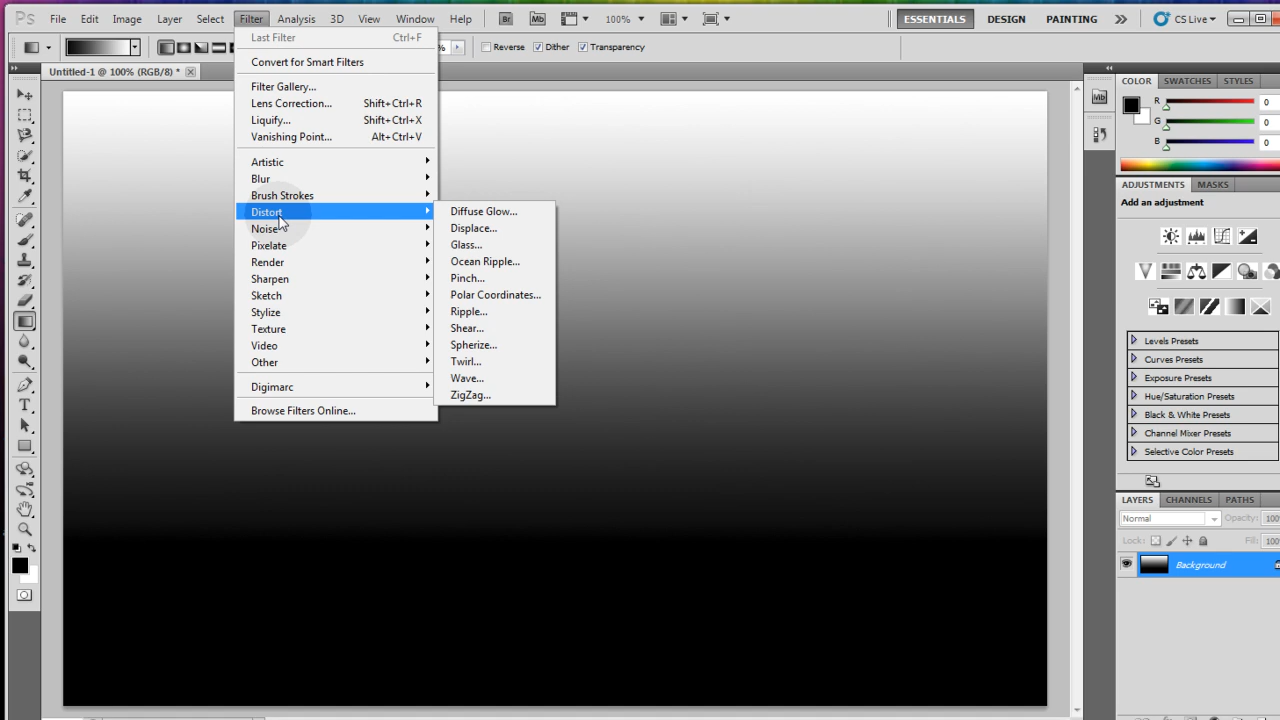 Ps File Edit Image Layer Select Filter Analysis 3D View Window Help Br Mb 100% ESSENTIALS DESIGN PAINTING CS Live
% Reverse Dither Transparency
Untitled-1 @ 100% (RGB/8) *
Last Filter Ctrl+F
Convert for Smart Filters
Filter Gallery...
Lens Correction... Shift+Ctrl+R
Liquify... Shift+Ctrl+X
Vanishing Point... Alt+Ctrl+V
Artistic
Blur
Brush Strokes
Distort
Noise
Pixelate
Render
Sharpen
Sketch
Stylize
Texture
Video
Other
Digimarc
Browse Filters Online...
Diffuse Glow...
Displace...
Glass...
Ocean Ripple...
Pinch...
Polar Coordinates...
Ripple...
Shear...
Spherize...
Twirl...
Wave...
ZigZag...
Mb
COLOR SWATCHES STYLES
R 0
G 0
B 0
ADJUSTMENTS MASKS
Add an adjustment
Levels Presets
Curves Presets
Exposure Presets
Hue/Saturation Presets
Black & White Presets
Channel Mixer Presets
Selective Color Presets
LAYERS CHANNELS PATHS
Normal Opacity: 100
Lock: Fill: 100
Background